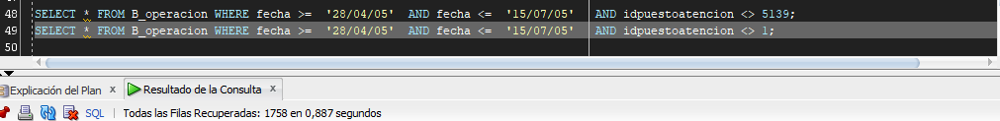 48 SELECT * FROM B_operacion WHERE fecha >= '28/04/05' AND fecha <= '15/07/05' AND idpuestoatencion <> 5139;
49 SELECT * FROM B_operacion WHERE fecha >= '28/04/05' AND fecha <= '15/07/05' AND idpuestoatencion <> 1;
50
Explicación del Plan x Resultado de la Consulta x
SQL | Todas las Filas Recuperadas: 1758 en 0,887 segundos